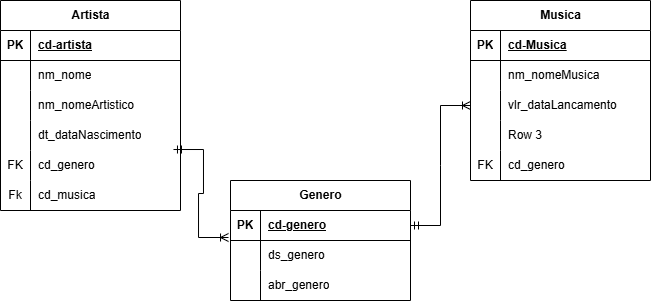 Artista
PK cd-artista
nm_nome
nm_nomeArtistico
dt_dataNascimento
FK cd_genero
Fk cd_musica
Genero
PK cd-genero
ds_genero
abr_genero
Musica
PK cd-Musica
nm_nomeMusica
vlr_dataLancamento
Row 3
FK cd_genero